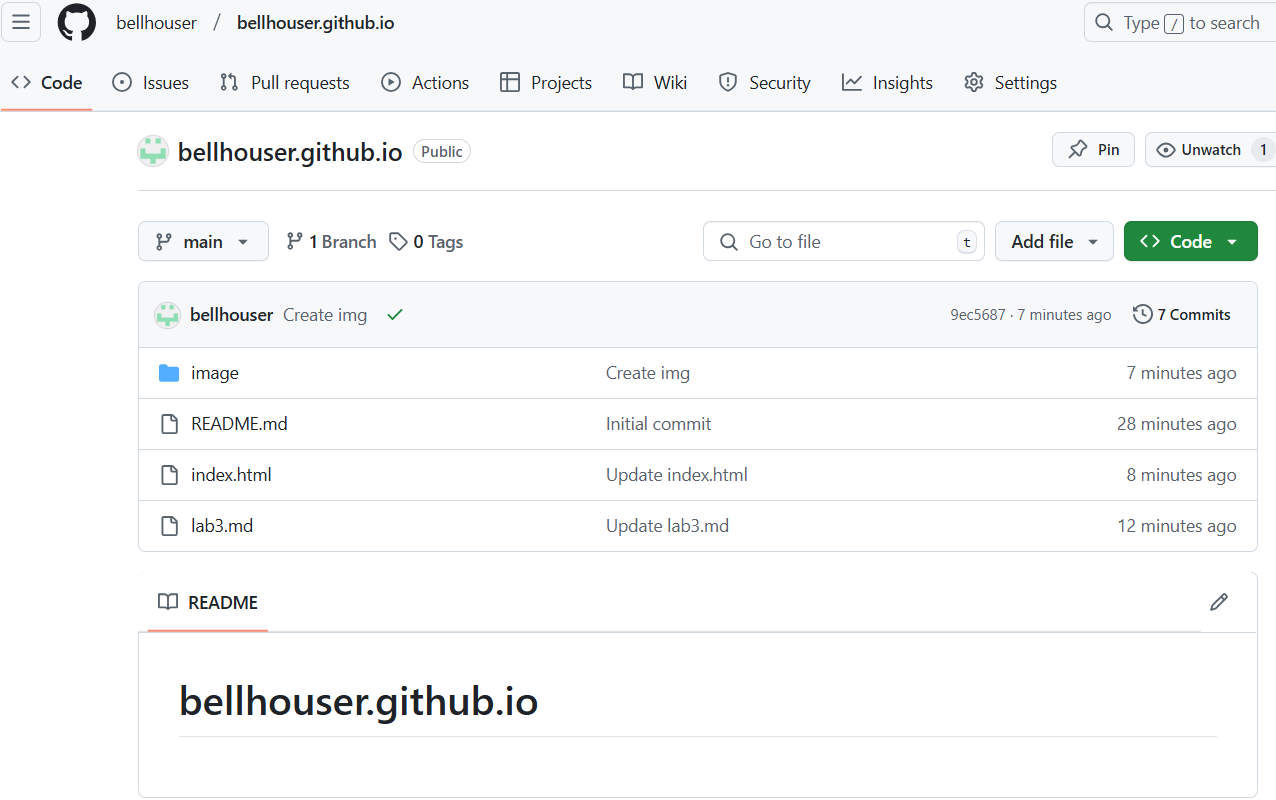 bellhouser / bellhouser.github.io Type / to search
Code Issues Pull requests Actions Projects Wiki Security Insights Settings
bellhouser.github.io Public Pin Unwatch 1
main 1 Branch 0 Tags Go to file t Add file Code
bellhouser Create img 9ec5687 · 7 minutes ago 7 Commits
image Create img 7 minutes ago
README.md Initial commit 28 minutes ago
index.html Update index.html 8 minutes ago
lab3.md Update lab3.md 12 minutes ago
README
bellhouser.github.io